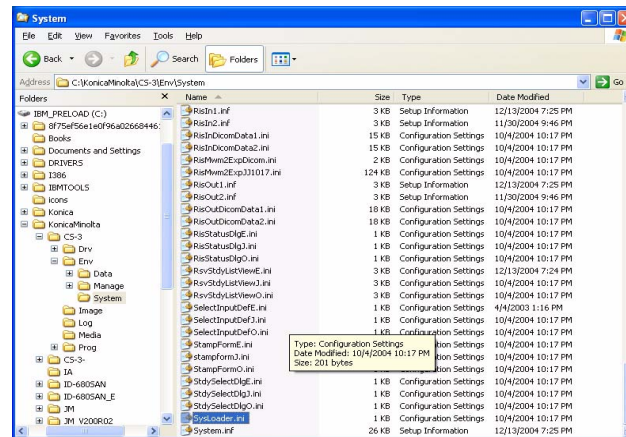 System
File Edit View Favorites Tools Help
Back Search Folders
Address C:\KonicaMinolta\CS-3\Env\System Go
Folders Name Size Type Date Modified
IBM_PRELOAD (C:)
8f75ef56e1e0f96a02668446:
Books
Documents and Settings
DRIVERS
I386
IBMTOOLS
icons
Konica
KonicaMinolta
CS-3
Drv
Env
Data
Manage
System
Image
Log
Media
Prog
CS-3-
IA
ID-680SAN
ID-680SAN_E
JM
JM V200R02
RisIn1.inf 3 KB Setup Information 12/13/2004 7:25 PM
RisIn2.inf 3 KB Setup Information 11/30/2004 9:46 PM
RisInDicomData1.ini 15 KB Configuration Settings 10/4/2004 10:17 PM
RisInDicomData2.ini 15 KB Configuration Settings 10/4/2004 10:17 PM
RisMwm2ExpDicom.ini 2 KB Configuration Settings 10/4/2004 10:17 PM
RisMwm2ExpJJ1017.ini 124 KB Configuration Settings 10/4/2004 10:17 PM
RisOut1.inf 3 KB Setup Information 12/13/2004 7:25 PM
RisOut2.inf 3 KB Setup Information 11/30/2004 9:46 PM
RisOutDicomData1.ini 18 KB Configuration Settings 10/4/2004 10:17 PM
RisOutDicomData2.ini 18 KB Configuration Settings 10/4/2004 10:17 PM
RisStatusDlgE.ini 1 KB Configuration Settings 10/4/2004 10:17 PM
RisStatusDlgJ.ini 1 KB Configuration Settings 10/4/2004 10:17 PM
RisStatusDlgO.ini 1 KB Configuration Settings 10/4/2004 10:17 PM
RsvStdyListViewE.ini 3 KB Configuration Settings 12/13/2004 7:24 PM
RsvStdyListViewJ.ini 3 KB Configuration Settings 10/4/2004 10:17 PM
RsvStdyListViewO.ini 3 KB Configuration Settings 10/4/2004 10:17 PM
SelectInputDefE.ini 1 KB Configuration Settings 4/4/2003 1:16 PM
SelectInputDefJ.ini 1 KB Configuration Settings 10/4/2004 10:17 PM
SelectInputDefO.ini 1 KB Configuration Settings 10/4/2004 10:17 PM
StampFormE.ini 10/4/2004 10:17 PM
stampformJ.ini 10/4/2004 10:17 PM
StampFormO.ini 10/4/2004 10:17 PM
Type: Configuration Settings
Date Modified: 10/4/2004 10:17 PM
Size: 201 bytes
StdySelectDlgE.ini 1 KB Configuration Settings 10/4/2004 10:17 PM
StdySelectDlgJ.ini 1 KB Configuration Settings 10/4/2004 10:17 PM
StdySelectDlgO.ini 1 KB Configuration Settings 10/4/2004 10:17 PM
SysLoader.ini 1 KB Configuration Settings 10/4/2004 10:17 PM
System.inf 26 KB Setup Information 12/13/2004 7:25 PM